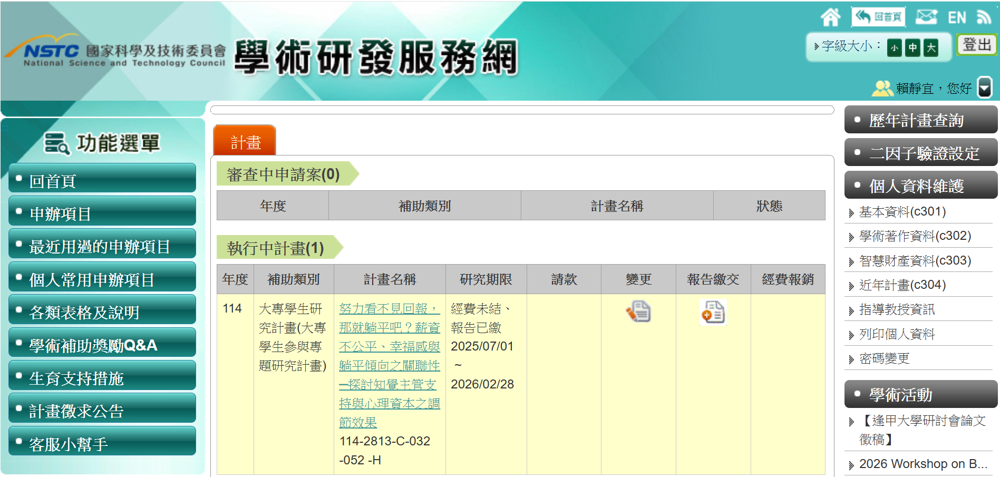 回首頁
EN
NSTC 國家科學及技術委員會
National Science and Technology Council
學術研發服務網
字級大小：
小 中 大
登出
賴靜宜，您好
功能選單
回首頁
申辦項目
最近用過的申辦項目
個人常用申辦項目
各類表格及說明
學術補助獎勵Q&A
生育支持措施
計畫徵求公告
客服小幫手
計畫
審查中申請案(0)
年度 補助類別 計畫名稱 狀態
執行中計畫(1)
年度 補助類別 計畫名稱 研究期限 請款 變更 報告繳交 經費報銷
114
大專學生研
究計畫(大專
學生參與專
題研究計畫)
努力看不見回報，
那就躺平吧？薪資
不公平、幸福感與
躺平傾向之關聯性
─探討知覺主管支
持與心理資本之調
節效果
114-2813-C-032
-052 -H
經費未結、
報告已繳
2025/07/01
~
2026/02/28
歷年計畫查詢
二因子驗證設定
個人資料維護
基本資料(c301)
學術著作資料(c302)
智慧財產資料(c303)
近年計畫(c304)
指導教授資訊
列印個人資料
密碼變更
學術活動
【逢甲大學研討會論文
徵稿】
2026 Workshop on B...